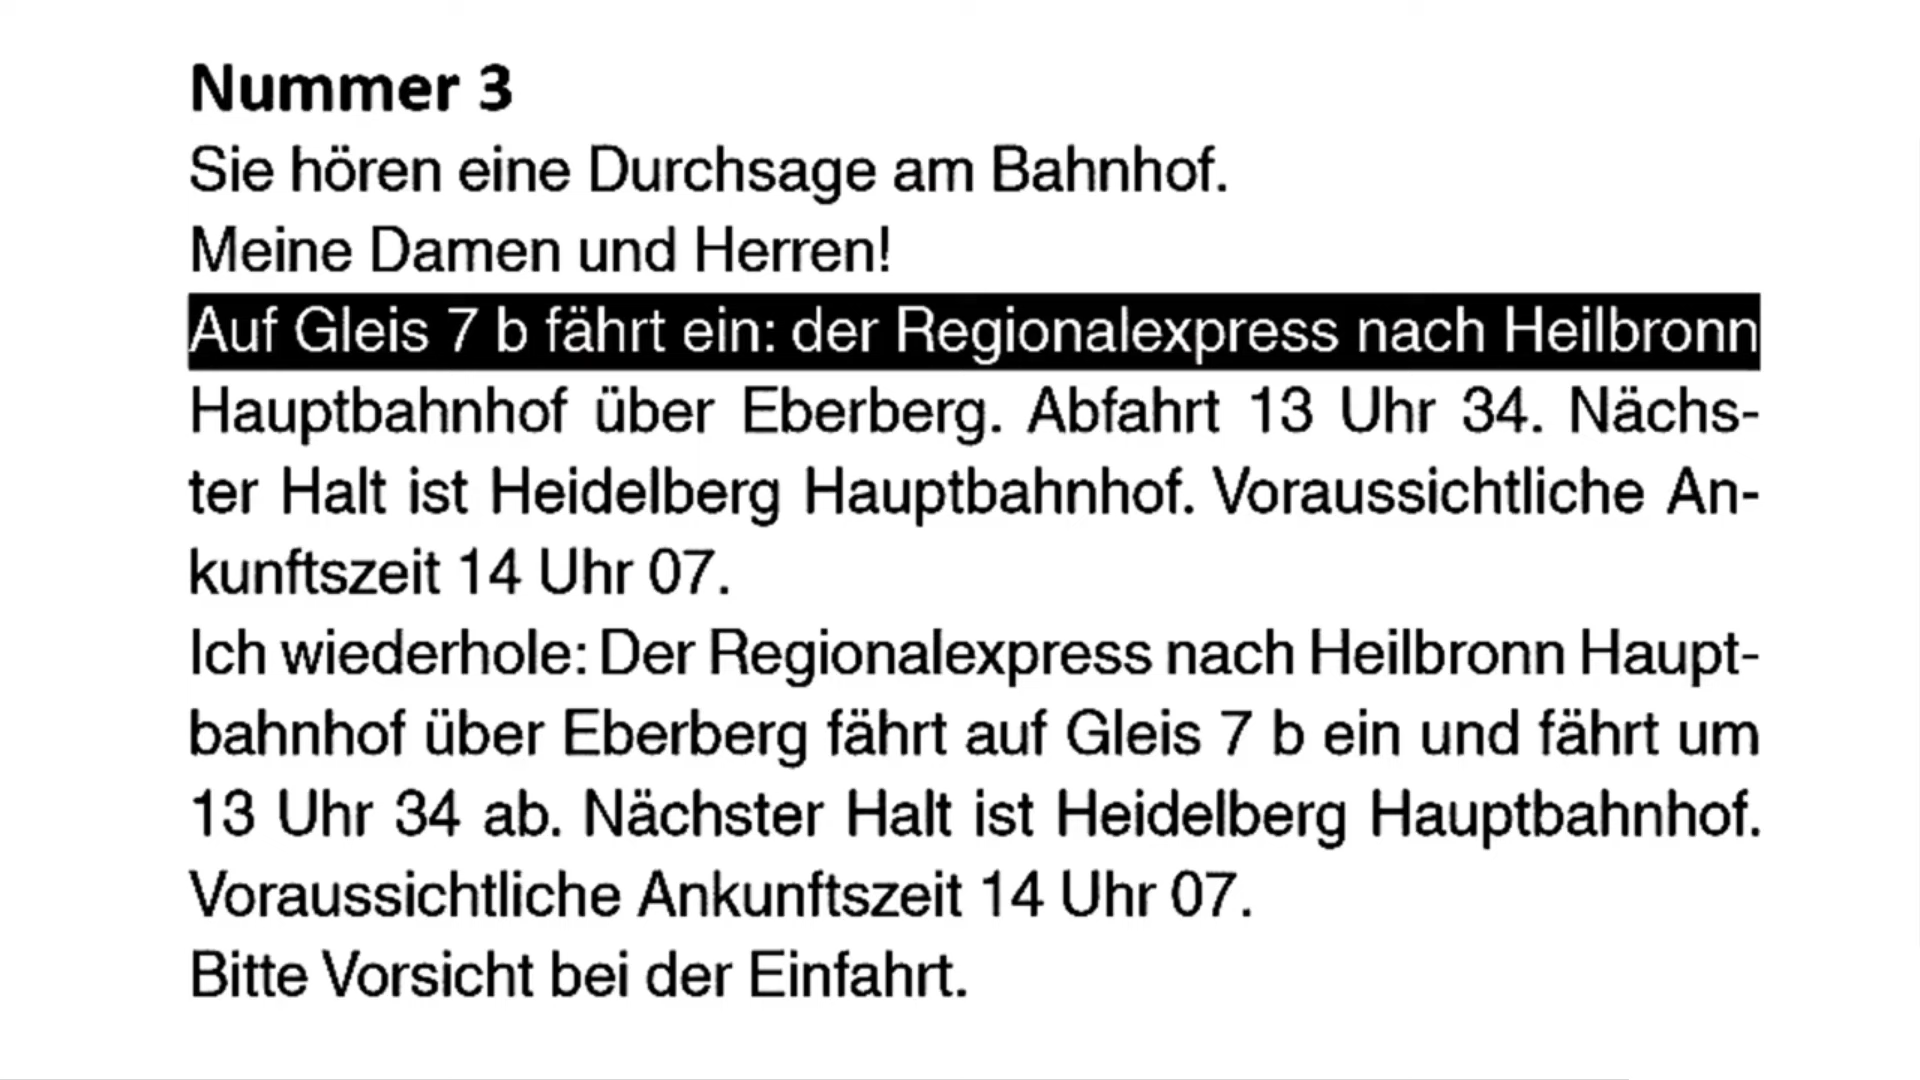 Nummer 3
Sie hören eine Durchsage am Bahnhof.
Meine Damen und Herren!
Auf Gleis 7 b fährt ein: der Regionalexpress nach Heilbronn
Hauptbahnhof über Eberberg. Abfahrt 13 Uhr 34. Nächs-
ter Halt ist Heidelberg Hauptbahnhof. Voraussichtliche An-
kunftszeit 14 Uhr 07.
Ich wiederhole: Der Regionalexpress nach Heilbronn Haupt-
bahnhof über Eberberg fährt auf Gleis 7 b ein und fährt um
13 Uhr 34 ab. Nächster Halt ist Heidelberg Hauptbahnhof.
Voraussichtliche Ankunftszeit 14 Uhr 07.
Bitte Vorsicht bei der Einfahrt.